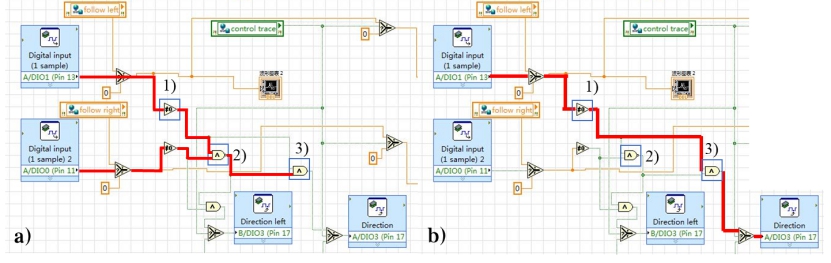 follow left
control trace
0
Digital input
(1 sample)
A/DIO1 (Pin 13
1)
波形图表 2
0
follow right
Digital input
(1 sample) 2
A/DIO0 (Pin 11
2)
3)
0
0
a)
Direction left
B/DIO3 (Pin 17
Direction
A/DIO3 (Pin 17
follow left
control trace
0
Digital input
(1 sample)
A/DIO1 (Pin 13
1)
波形图表 2
0
follow right
Digital input
(1 sample) 2
A/DIO0 (Pin 11
2)
3)
0
b)
Direction left
B/DIO3 (Pin 17
Direction
A/DIO3 (Pin 17